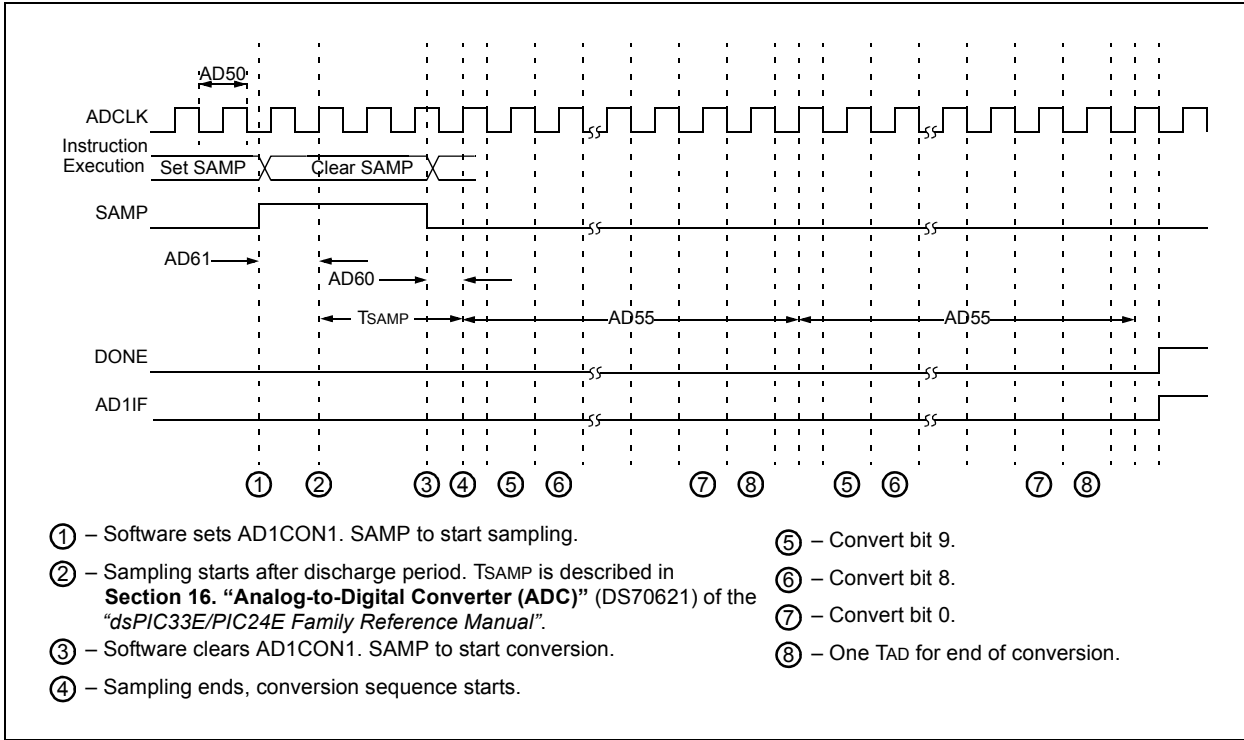 AD50
ADCLK
Instruction
Execution
Set SAMP
Clear SAMP
SAMP
AD61
AD60
TSAMP
AD55
AD55
DONE
AD1IF
1 2 3 4 5 6 7 8 5 6 7 8
1 – Software sets AD1CON1. SAMP to start sampling.
2 – Sampling starts after discharge period. TSAMP is described in
Section 16. “Analog-to-Digital Converter (ADC)” (DS70621) of the
“dsPIC33E/PIC24E Family Reference Manual”.
3 – Software clears AD1CON1. SAMP to start conversion.
4 – Sampling ends, conversion sequence starts.
5 – Convert bit 9.
6 – Convert bit 8.
7 – Convert bit 0.
8 – One TAD for end of conversion.